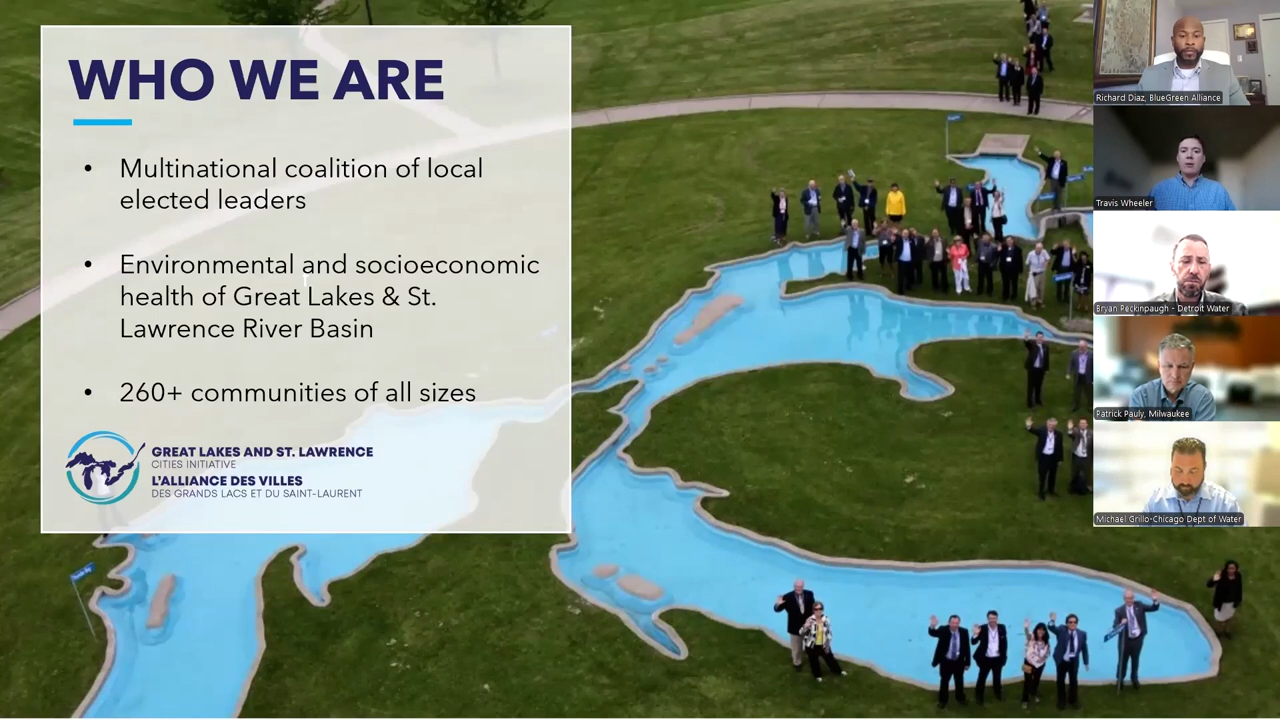 WHO WE ARE
• Multinational coalition of local
elected leaders
• Environmental and socioeconomic
health of Great Lakes & St.
Lawrence River Basin
• 260+ communities of all sizes
GREAT LAKES AND ST. LAWRENCE
CITIES INITIATIVE
L'ALLIANCE DES VILLES
DES GRANDS LACS ET DU SAINT-LAURENT
Richard Diaz, BlueGreen Alliance
Travis Wheeler
Bryan Peckinpaugh - Detroit Water
Patrick Pauly, Milwaukee
Michael Grillo-Chicago Dept of Water